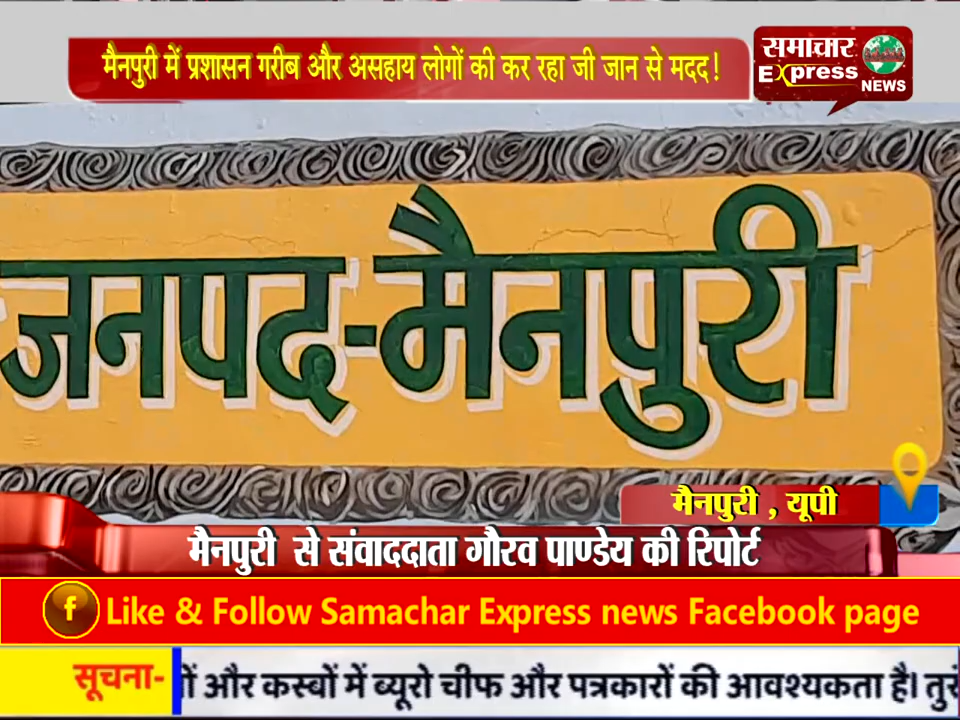 मैनपुरी में प्रशासन गरीब और असहाय लोगों की कर रहा जी जान से मदद!
समाचार
Express
NEWS
जनपद-मैनपुरी
मैनपुरी , यूपी
मैनपुरी से संवाददाता गौरव पाण्डेय की रिपोर्ट
f Like & Follow Samachar Express news Facebook page
सूचना- और कस्बों में ब्यूरो चीफ और पत्रकारों की आवश्यकता है।